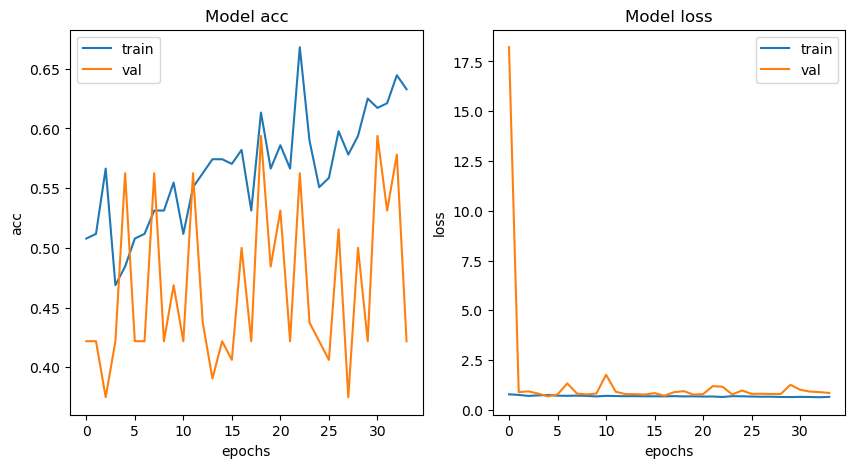 Model acc
train
val
0.65
0.60
0.55
0.50
0.45
0.40
acc
0 5 10 15 20 25 30
epochs
Model loss
train
val
17.5
15.0
12.5
10.0
7.5
5.0
2.5
0.0
loss
0 5 10 15 20 25 30
epochs